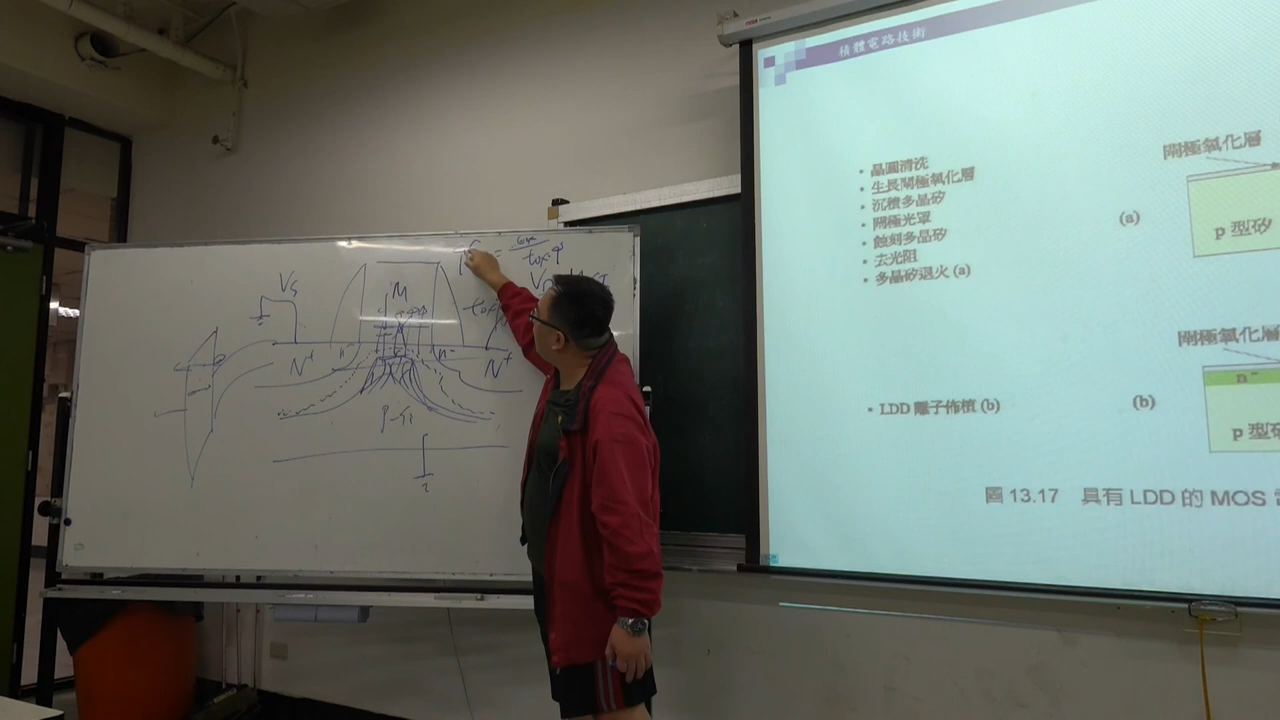 積體電路技術
• 晶圓清洗
• 生長閘極氧化層
• 沉積多晶矽
• 閘極光罩
• 蝕刻多晶矽
• 去光阻
• 多晶矽退火 (a)
閘極氧化層
(a)
p 型矽
閘極氧化層
n⁻
• LDD 離子佈植 (b)
(b)
p 型矽
圖 13.17 具有 LDD 的 MOS
V_S
M
N⁺
n⁻
n⁻
N⁺
p-Si
=
tox